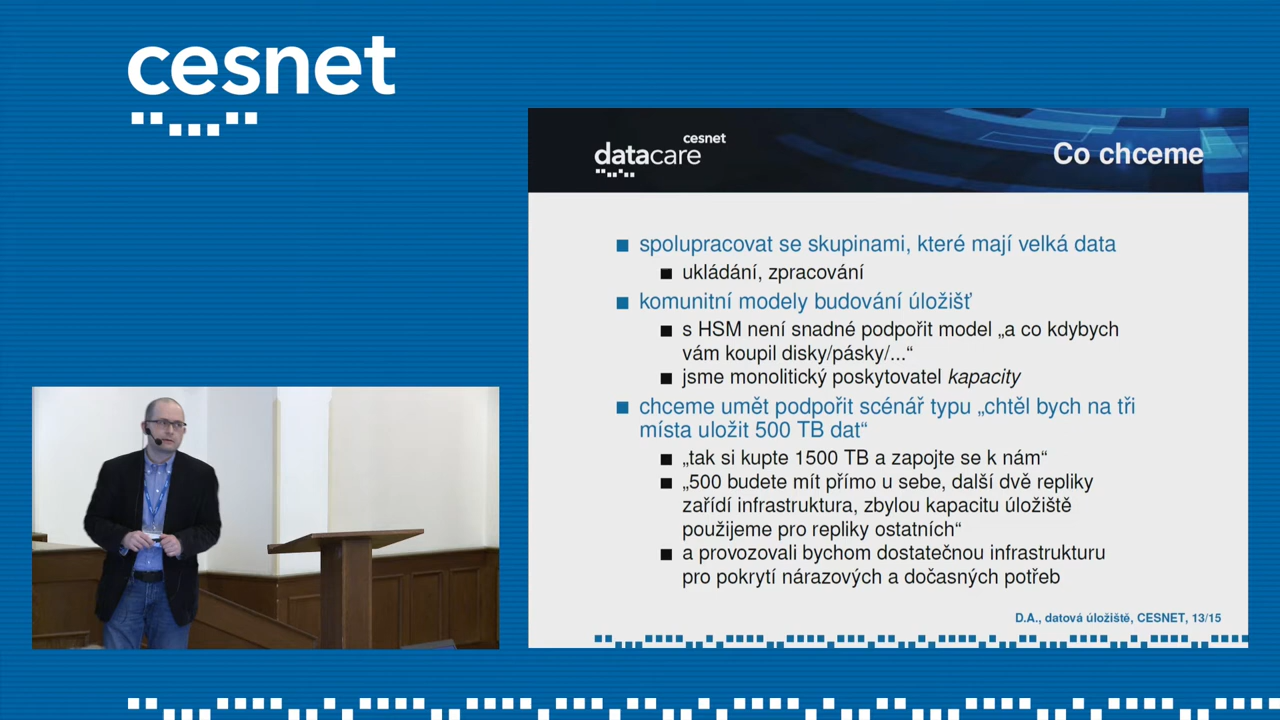 cesnet
cesnet
datacare
Co chceme
spolupracovat se skupinami, které mají velká data
ukládání, zpracování
komunitní modely budování úložišť
s HSM není snadné podpořit model „a co kdybych
vám koupil disky/pásky/...“
jsme monolitický poskytovatel kapacity
chceme umět podpořit scénář typu „chtěl bych na tři
místa uložit 500 TB dat“
„tak si kupte 1500 TB a zapojte se k nám“
„500 budete mít přímo u sebe, další dvě repliky
zařídí infrastruktura, zbylou kapacitu úložiště
použijeme pro repliky ostatních“
a provozovali bychom dostatečnou infrastrukturu
pro pokrytí nárazových a dočasných potřeb
D.A., datová úložiště, CESNET, 13/15